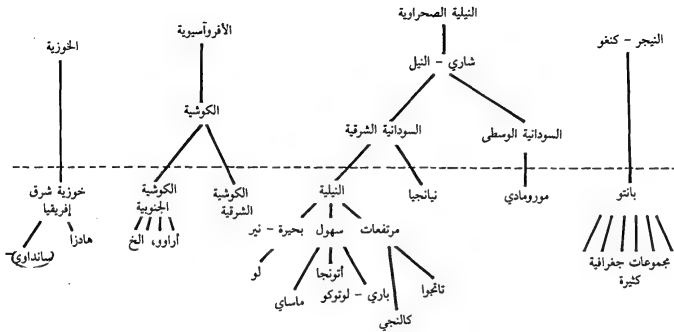 النيلية الصحراوية
النيجر - كنغو
الأفروآسيوية
الخوزية
شاري - النيل
الكوشية
السودانية الوسطى
السودانية الشرقية
بانتو
مورومادي
نيانجيا
النيلية
الكوشية
الشرقية
الكوشية
الجنوبية
خوزية شرق
إفريقيا
مرتفعات
سهول
بحيرة - نير
أراوو، الخ
هادزا
سانداوي
مجموعات جغرافية
كثيرة
تاتجوا
كالنجي
أتونجا
باري - لوتوكو
ماساي
لو